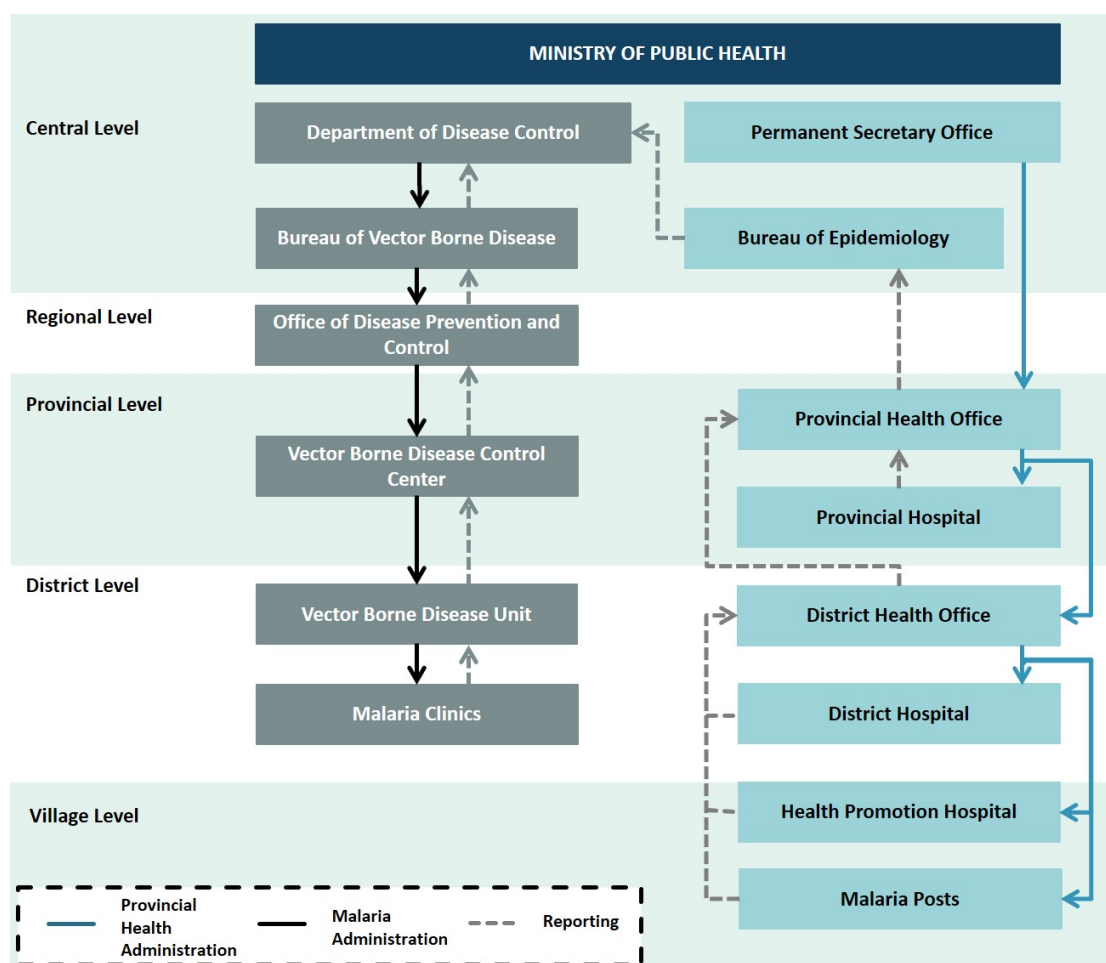 MINISTRY OF PUBLIC HEALTH
Central Level
Department of Disease Control
Permanent Secretary Office
Bureau of Vector Borne Disease
Bureau of Epidemiology
Regional Level
Office of Disease Prevention and
Control
Provincial Level
Provincial Health Office
Vector Borne Disease Control
Center
Provincial Hospital
District Level
Vector Borne Disease Unit
District Health Office
Malaria Clinics
District Hospital
Village Level
Health Promotion Hospital
Malaria Posts
Provincial
Health
Administration
Malaria
Administration
Reporting